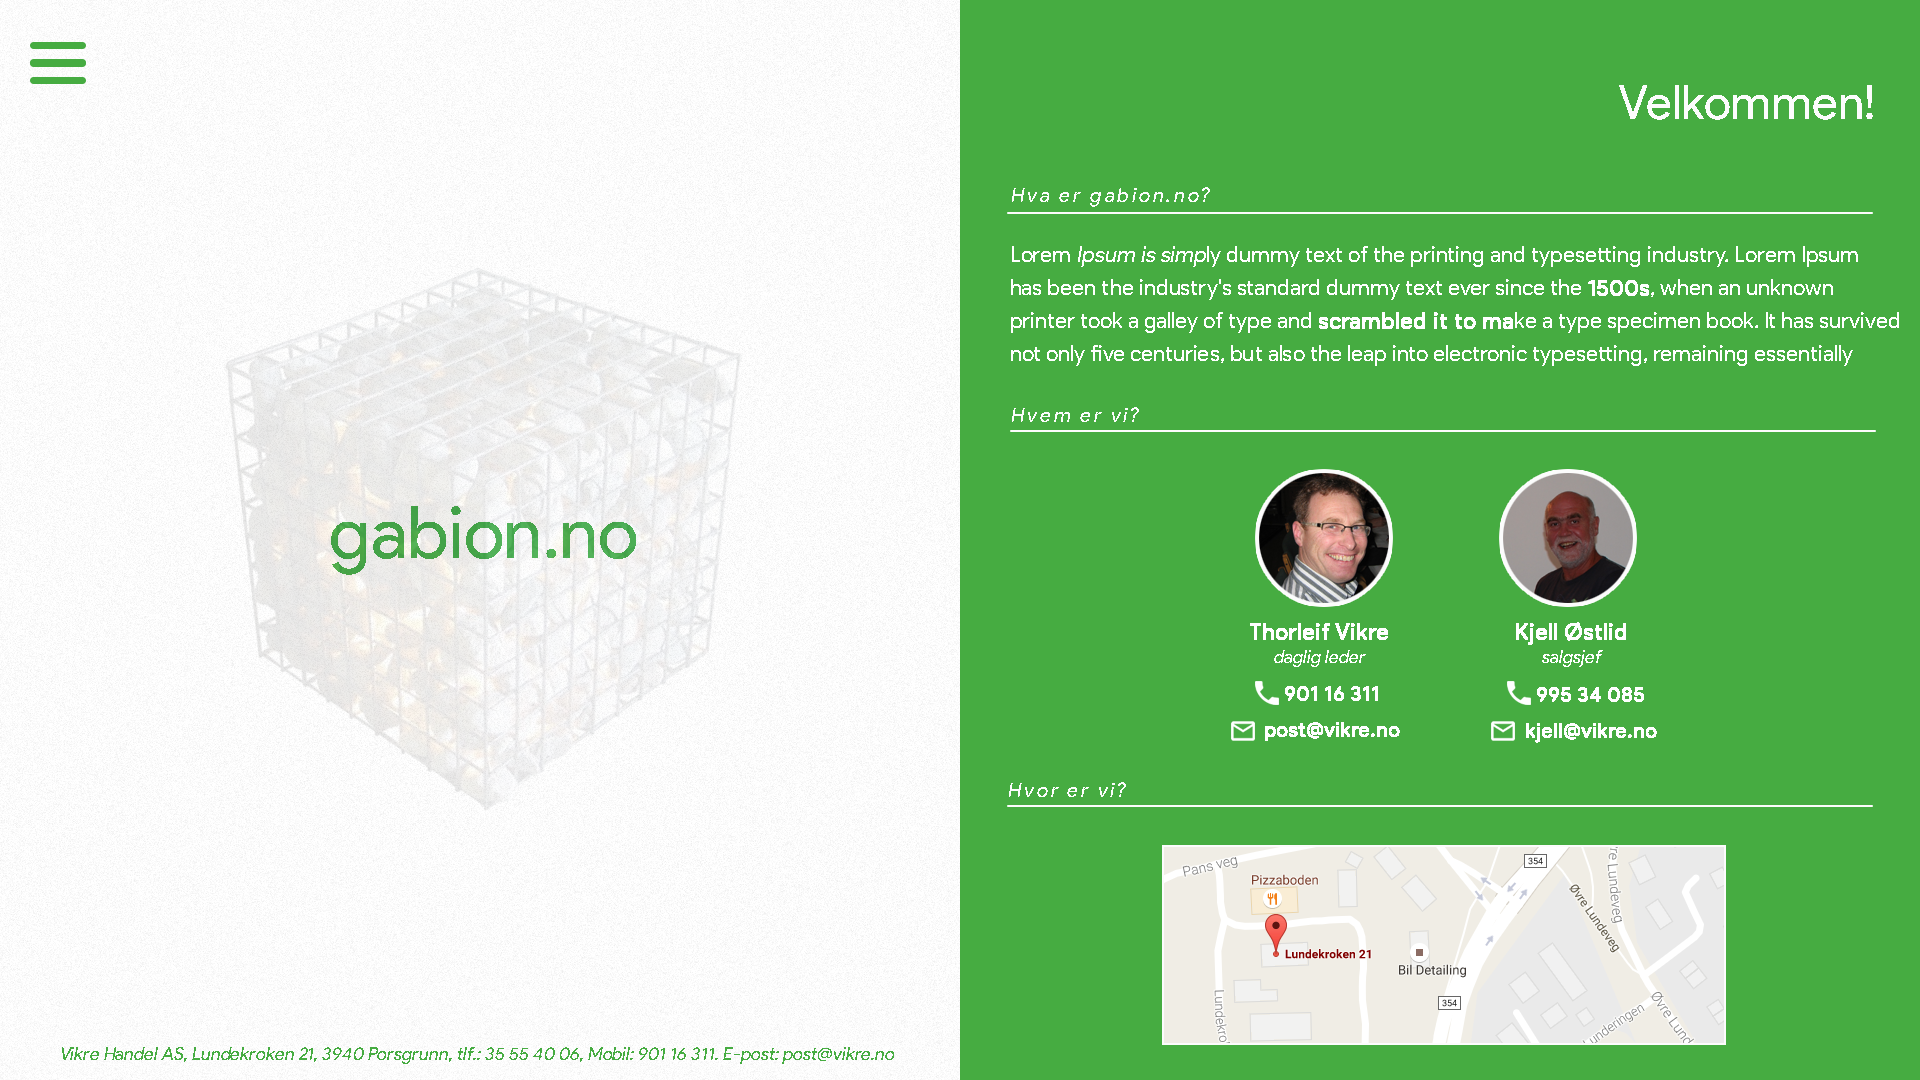 gabion.no
Vikre Handel AS, Lundekroken 21, 3940 Porsgrunn, tlf.: 35 55 40 06, Mobil: 901 16 311. E-post: post@vikre.no
Velkommen!
Hva er gabion.no?
Lorem Ipsum is simply dummy text of the printing and typesetting industry. Lorem Ipsum
has been the industry's standard dummy text ever since the 1500s, when an unknown
printer took a galley of type and scrambled it to make a type specimen book. It has survived
not only five centuries, but also the leap into electronic typesetting, remaining essentially
Hvem er vi?
Thorleif Vikre
daglig leder
901 16 311
post@vikre.no
Kjell Østlid
salgsjef
995 34 085
kjell@vikre.no
Hvor er vi?
Pans veg
Pizzaboden
354
re Lundeveg
Øvre Lundeveg
Lundekroken 21
Bil Detailing
354
Lundekro
Lunderingen
Øvre Lund